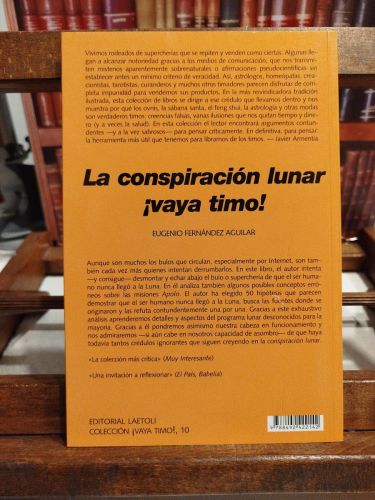 Vivimos rodeados de supercherías que se repiten y venden como ciertas. Algunas lle-
gan a alcanzar notoriedad gracias a los medios de comunicación, que nos transmi-
ten misterios aparentemente sobrenaturales o afirmaciones pseudocientíficas sin
establecer antes un mínimo criterio de veracidad. Así, astrólogos, homeópatas, crea-
cionistas, tarotistas, curanderos y muchos otros timadores parecen disfrutar de com-
pleta impunidad para vendernos sus productos. En la más reivindicadora tradición
ilustrada, esta colección de libros se dirige a ese crédulo que llevamos dentro y nos
muestra por qué los ovnis, la sábana santa, el feng shui, la astrología y otras modas
son verdaderos timos: creencias falsas, vanas ilusiones que nos quitan tiempo y dine-
ro (y a veces la salud). En esta colección el lector encontrará argumentos contun-
dentes —y a la vez sabrosos— para pensar críticamente. En definitiva, para pensar:
la herramienta más útil que tenemos para librarnos de los timos. — Javier Armentia
La conspiración lunar
¡vaya timo!
EUGENIO FERNÁNDEZ AGUILAR
Aunque son muchos los bulos que circulan, especialmente por Internet, son tam-
bién cada vez más quienes intentan derrumbarlos. En este libro, el autor intenta
—y consigue— desmontar y echar abajo el bulo o superchería de que el ser huma-
no nunca llegó a la Luna. En él analiza también algunos posibles conceptos erró-
neos sobre las misiones Apolo. El autor ha elegido 50 hipótesis que parecen
demostrar que el ser humano nunca llegó a la Luna, busca las fuentes donde se
originaron y las refuta contundentemente una por una. Gracias a este exhaustivo
análisis aprenderemos detalles y aspectos del programa lunar desconocidos para la
mayoría. Gracias a él pondremos asimismo nuestra cabeza en funcionamiento y
nos admiraremos —si aún cabe en nosotros capacidad de asombro— de que haya
todavía tantos crédulos ignorantes que siguen creyendo en la conspiración lunar.
«La colección más crítica» (Muy Interesante)
«Una invitación a reflexionar» (El País, Babelia)
EDITORIAL LAETOLI
COLECCIÓN ¡VAYA TIMO!, 10
9 788492 422142